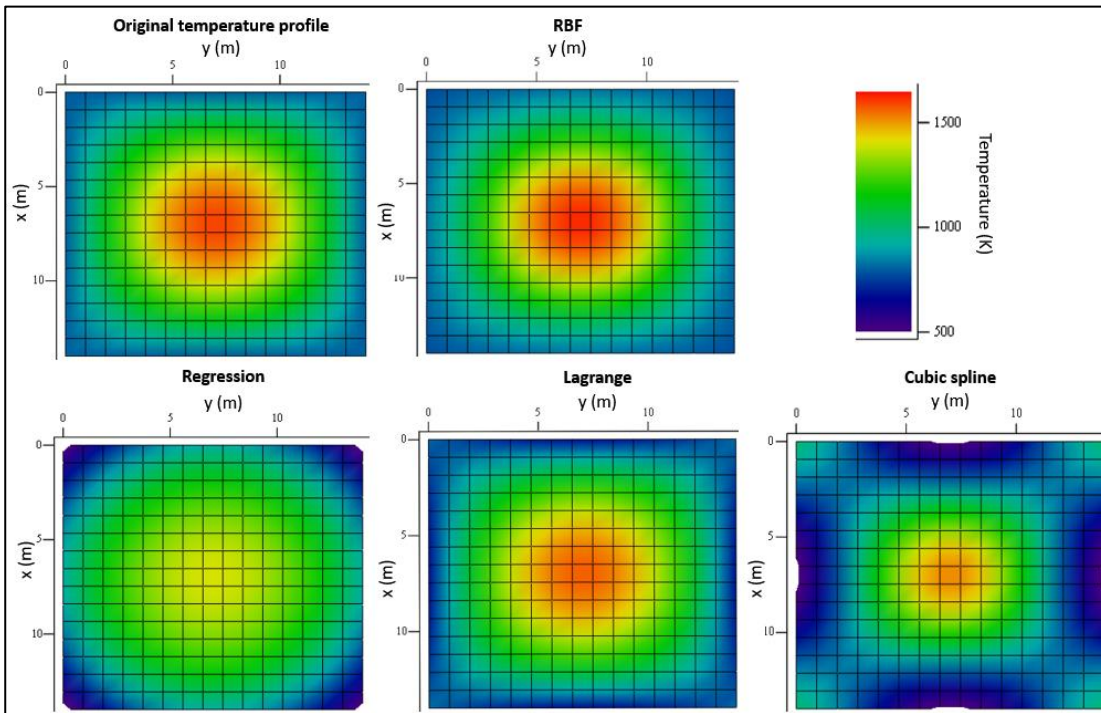 Original temperature profile
y (m)
0 5 10
0
5
10
x (m)
RBF
y (m)
0 5 10
0
5
10
x (m)
1500
1000
500
Temperature (K)
Regression
y (m)
0 5 10
0
5
10
x (m)
Lagrange
y (m)
0 5 10
0
5
10
x (m)
Cubic spline
y (m)
0 5 10
0
5
10
x (m)